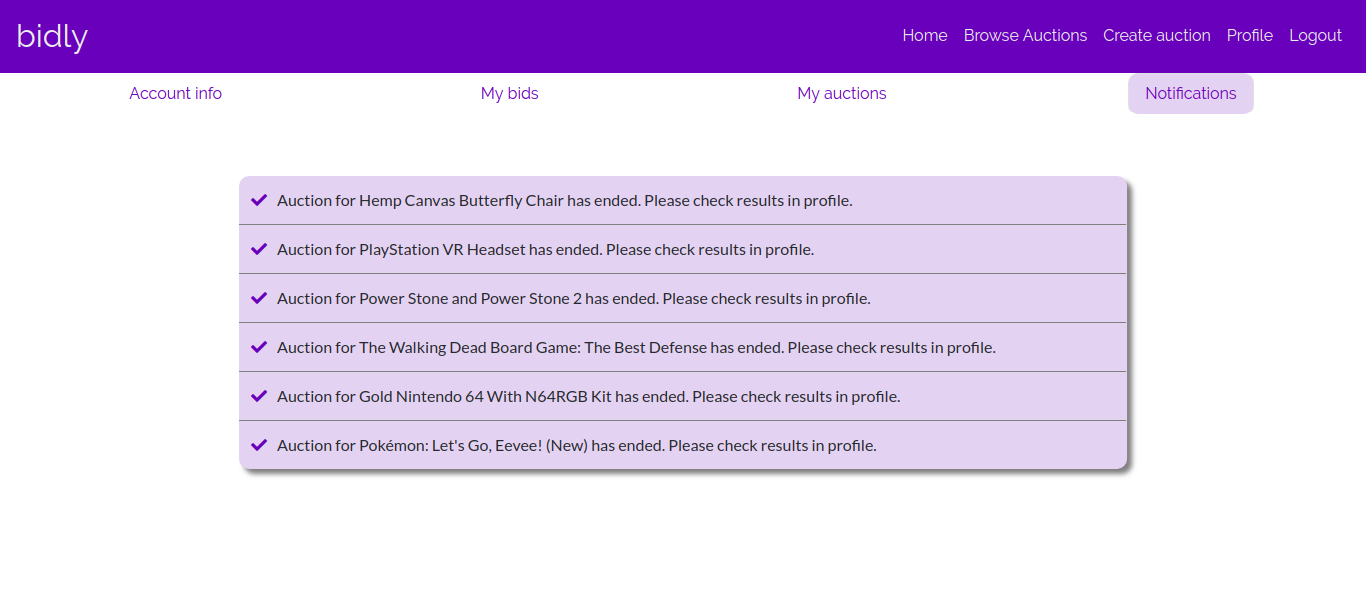 bidly
Home Browse Auctions Create auction Profile Logout
Account info My bids My auctions Notifications
Auction for Hemp Canvas Butterfly Chair has ended. Please check results in profile.
Auction for PlayStation VR Headset has ended. Please check results in profile.
Auction for Power Stone and Power Stone 2 has ended. Please check results in profile.
Auction for The Walking Dead Board Game: The Best Defense has ended. Please check results in profile.
Auction for Gold Nintendo 64 With N64RGB Kit has ended. Please check results in profile.
Auction for Pokémon: Let's Go, Eevee! (New) has ended. Please check results in profile.